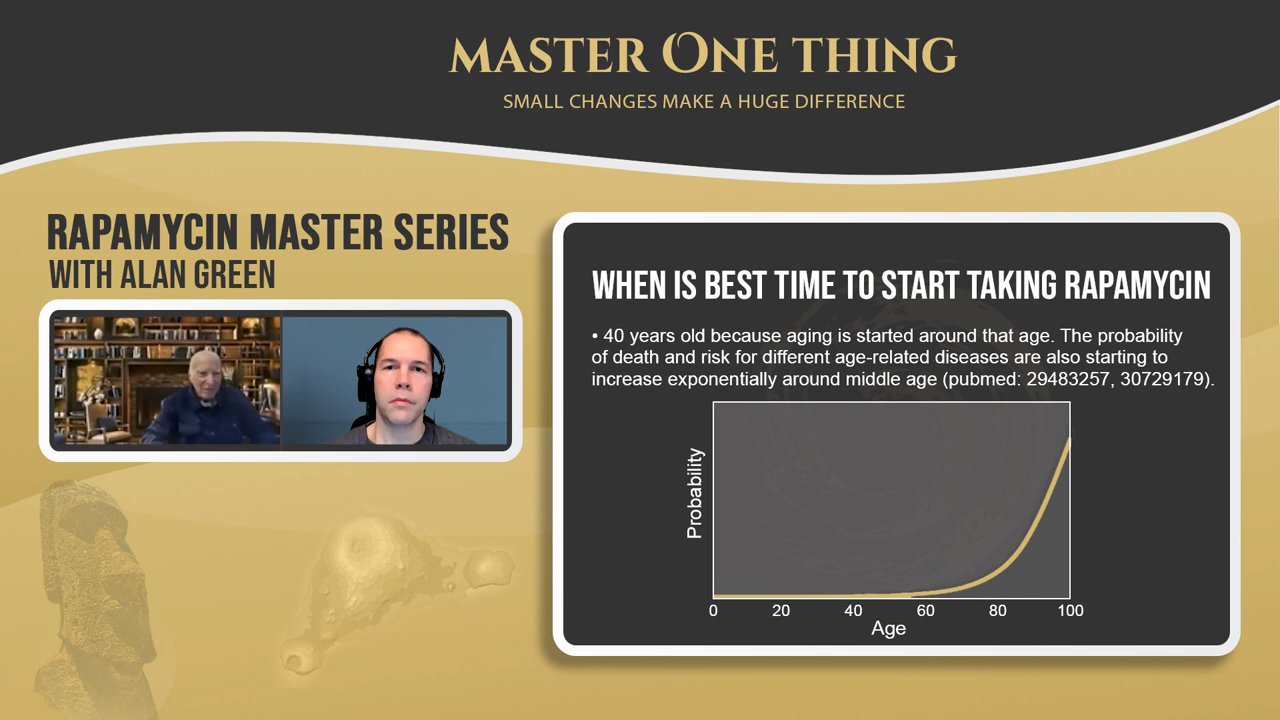 MASTER ONE THING
SMALL CHANGES MAKE A HUGE DIFFERENCE
RAPAMYCIN MASTER SERIES
WITH ALAN GREEN
WHEN IS BEST TIME TO START TAKING RAPAMYCIN
• 40 years old because aging is started around that age. The probability
of death and risk for different age-related diseases are also starting to
increase exponentially around middle age (pubmed: 29483257, 30729179).
Probability
0 20 40 60 80 100
Age